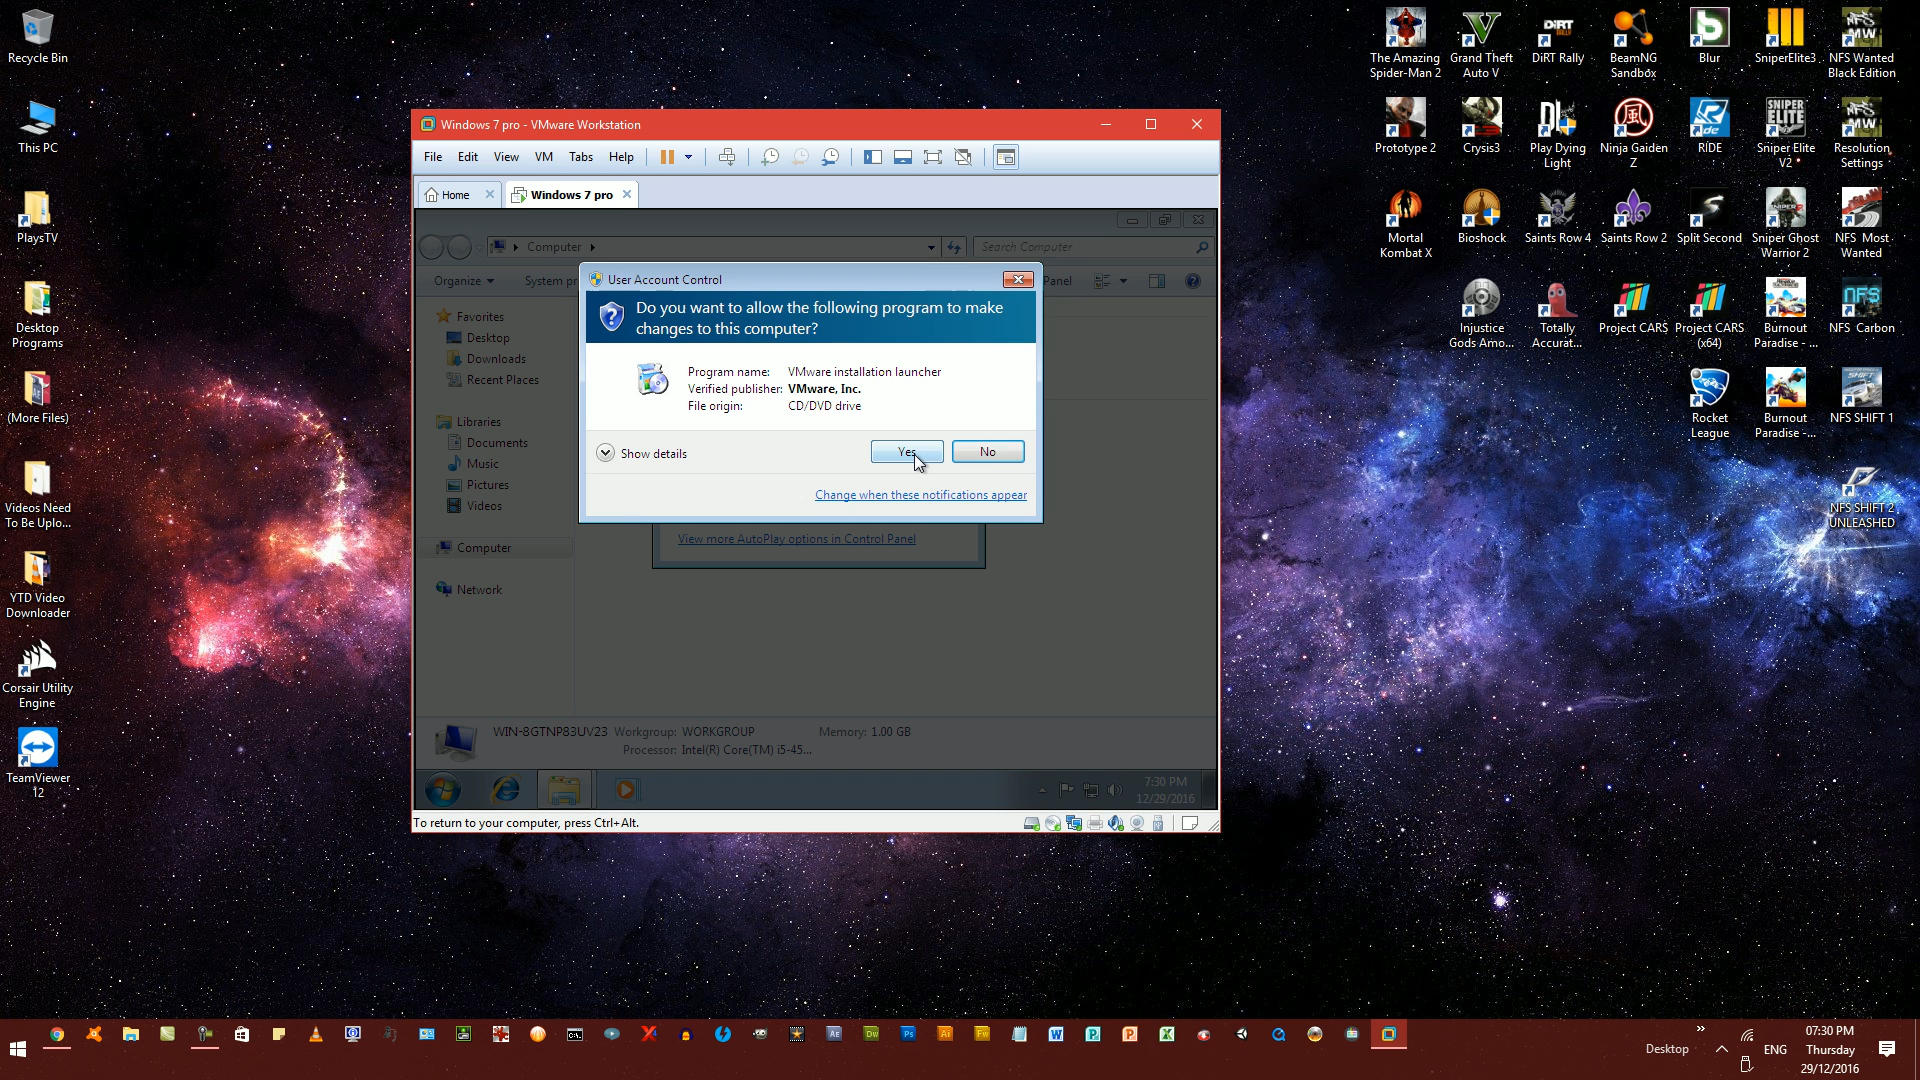 Recycle Bin
This PC
PlaysTV
Desktop
Programs
(More Files)
Videos Need
To Be Uplo...
YTD Video
Downloader
Corsair Utility
Engine
TeamViewer
12
Windows 7 pro - VMware Workstation
File Edit View VM Tabs Help
Home
Windows 7 pro
Computer
Search Computer
Organize
System pr
Panel
Favorites
Desktop
Downloads
Recent Places
Libraries
Documents
Music
Pictures
Videos
Computer
Network
User Account Control
Do you want to allow the following program to make
changes to this computer?
Program name: VMware installation launcher
Verified publisher: VMware, Inc.
File origin: CD/DVD drive
Show details
Yes
No
Change when these notifications appear
View more AutoPlay options in Control Panel
WIN-8GTNP83UV23 Workgroup: WORKGROUP Memory: 1.00 GB
Processor: Intel(R) Core(TM) i5-45...
7:30 PM
12/29/2016
To return to your computer, press Ctrl+Alt.
The Amazing
Spider-Man 2
Grand Theft
Auto V
DiRT Rally
BeamNG
Sandbox
Blur
SniperElite3
NFS Wanted
Black Edition
Prototype 2
Crysis3
Play Dying
Light
Ninja Gaiden
Z
RIDE
Sniper Elite
V2
Resolution
Settings
Mortal
Kombat X
Bioshock
Saints Row 4
Saints Row 2
Split Second
Sniper Ghost
Warrior 2
NFS Most
Wanted
Injustice
Gods Amo...
Totally
Accurat...
Project CARS
Project CARS
(x64)
Burnout
Paradise - ...
NFS Carbon
Rocket
League
Burnout
Paradise -...
NFS SHIFT 1
NFS SHIFT 2
UNLEASHED
Desktop
ENG
07:30 PM
Thursday
29/12/2016